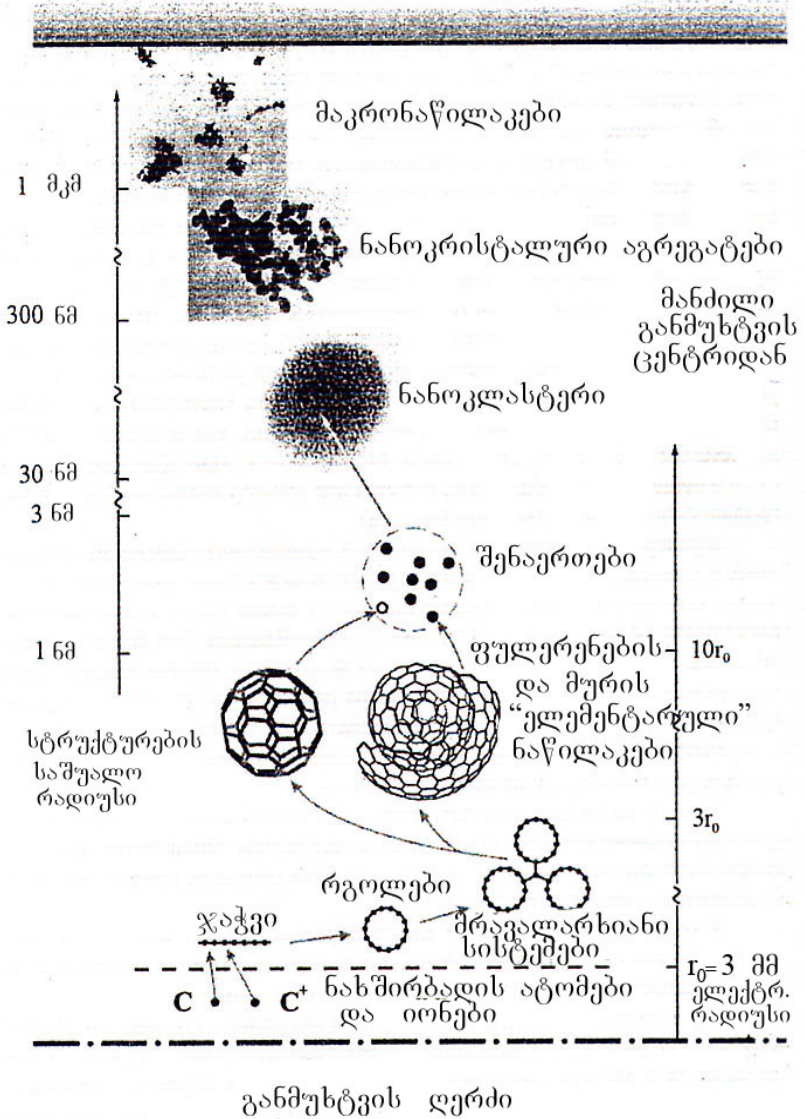 მაკრონაწილაკები
1 მკმ
ნანოკრისტალური აგრეგატები
მანძილი
განმუხტვის
ცენტრიდან
300 ნმ
ნანოკლასტერი
30 ნმ
3 ნმ
შენაერთები
1 ნმ
ფულერენების
და მურის
“ელემენტარული”
ნაწილაკები
10r₀
სტრუქტურების
საშუალო
რადიუსი
3r₀
რგოლები
ჯაჭვი
მრავალარხიანი
სისტემები
r₀=3 მმ
ელექტრ.
რადიუსი
C C⁺ ნახშირბადის ატომები
და იონები
განმუხტვის ღერძი